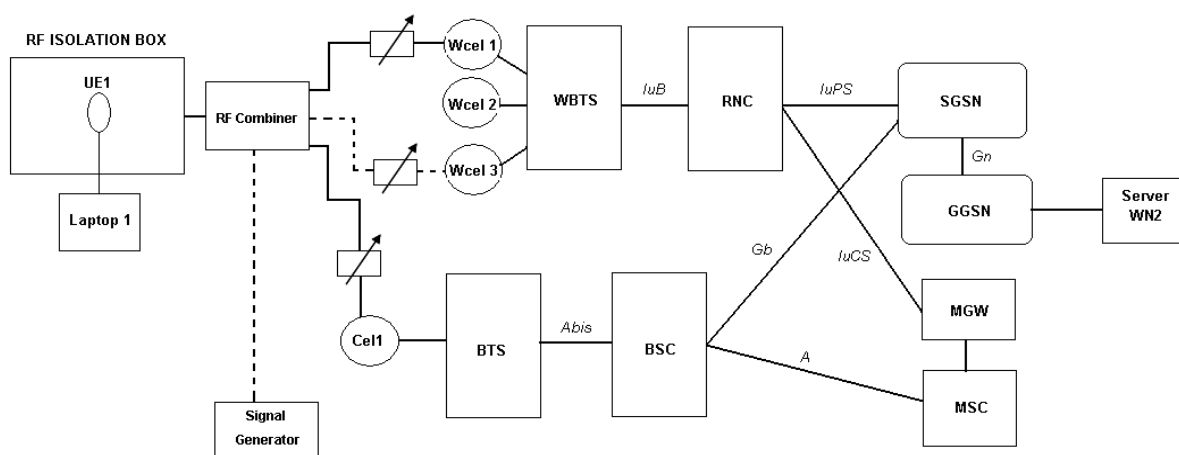 RF ISOLATION BOX
UE1
Laptop 1
RF Combiner
Signal
Generator
Wcel 1
Wcel 2
Wcel 3
WBTS
IuB
RNC
IuPS
SGSN
Gn
GGSN
Server
WN2
Gb
IuCS
MGW
Cel1
BTS
Abis
BSC
A
MSC